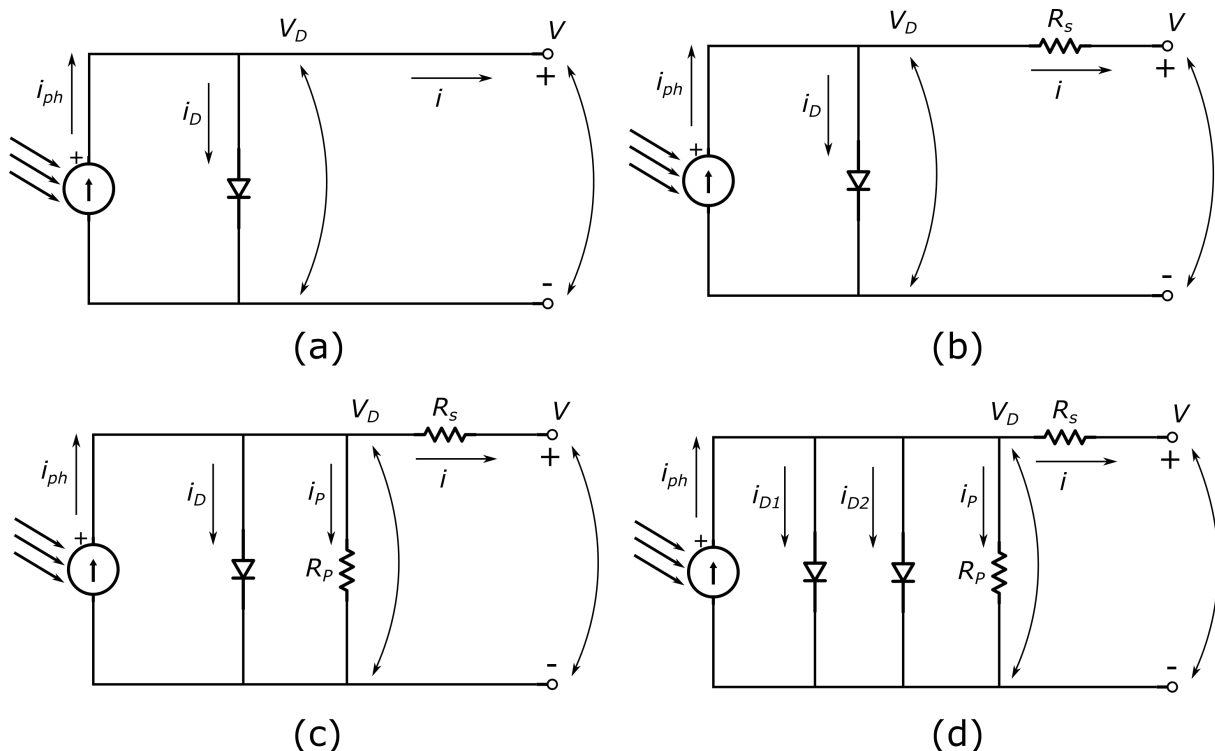 V_D V
i_ph i_D i + -
+
(a)
V_D R_s V
i_ph i_D i + -
+
(b)
V_D R_s V
i_ph i_D i_P i + -
+ R_P
(c)
V_D R_s V
i_ph i_D1 i_D2 i_P i + -
+ R_P
(d)